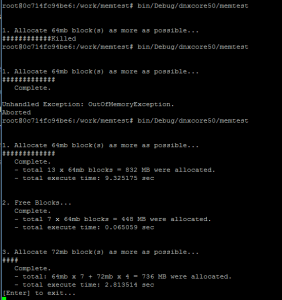 root@0c714fc94be6:/work/memtest# bin/Debug/dnxcore50/memtest
1. Allocate 64mb block(s) as more as possible...
############Killed
root@0c714fc94be6:/work/memtest# bin/Debug/dnxcore50/memtest
1. Allocate 64mb block(s) as more as possible...
#############
Complete.
Unhandled Exception: OutOfMemoryException.
Aborted
root@0c714fc94be6:/work/memtest# bin/Debug/dnxcore50/memtest
1. Allocate 64mb block(s) as more as possible...
#############
Complete.
- total 13 x 64mb blocks = 832 MB were allocated.
- total execute time: 9.325175 sec
2. Free Blocks...
Complete.
- total 7 x 64mb blocks = 448 MB were allocated.
- total execute time: 0.065059 sec
3. Allocate 72mb block(s) as more as possible...
####
Complete.
- total: 64mb x 7 + 72mb x 4 = 736 MB were allocated.
- total execute time: 2.813514 sec
[Enter] to exit...